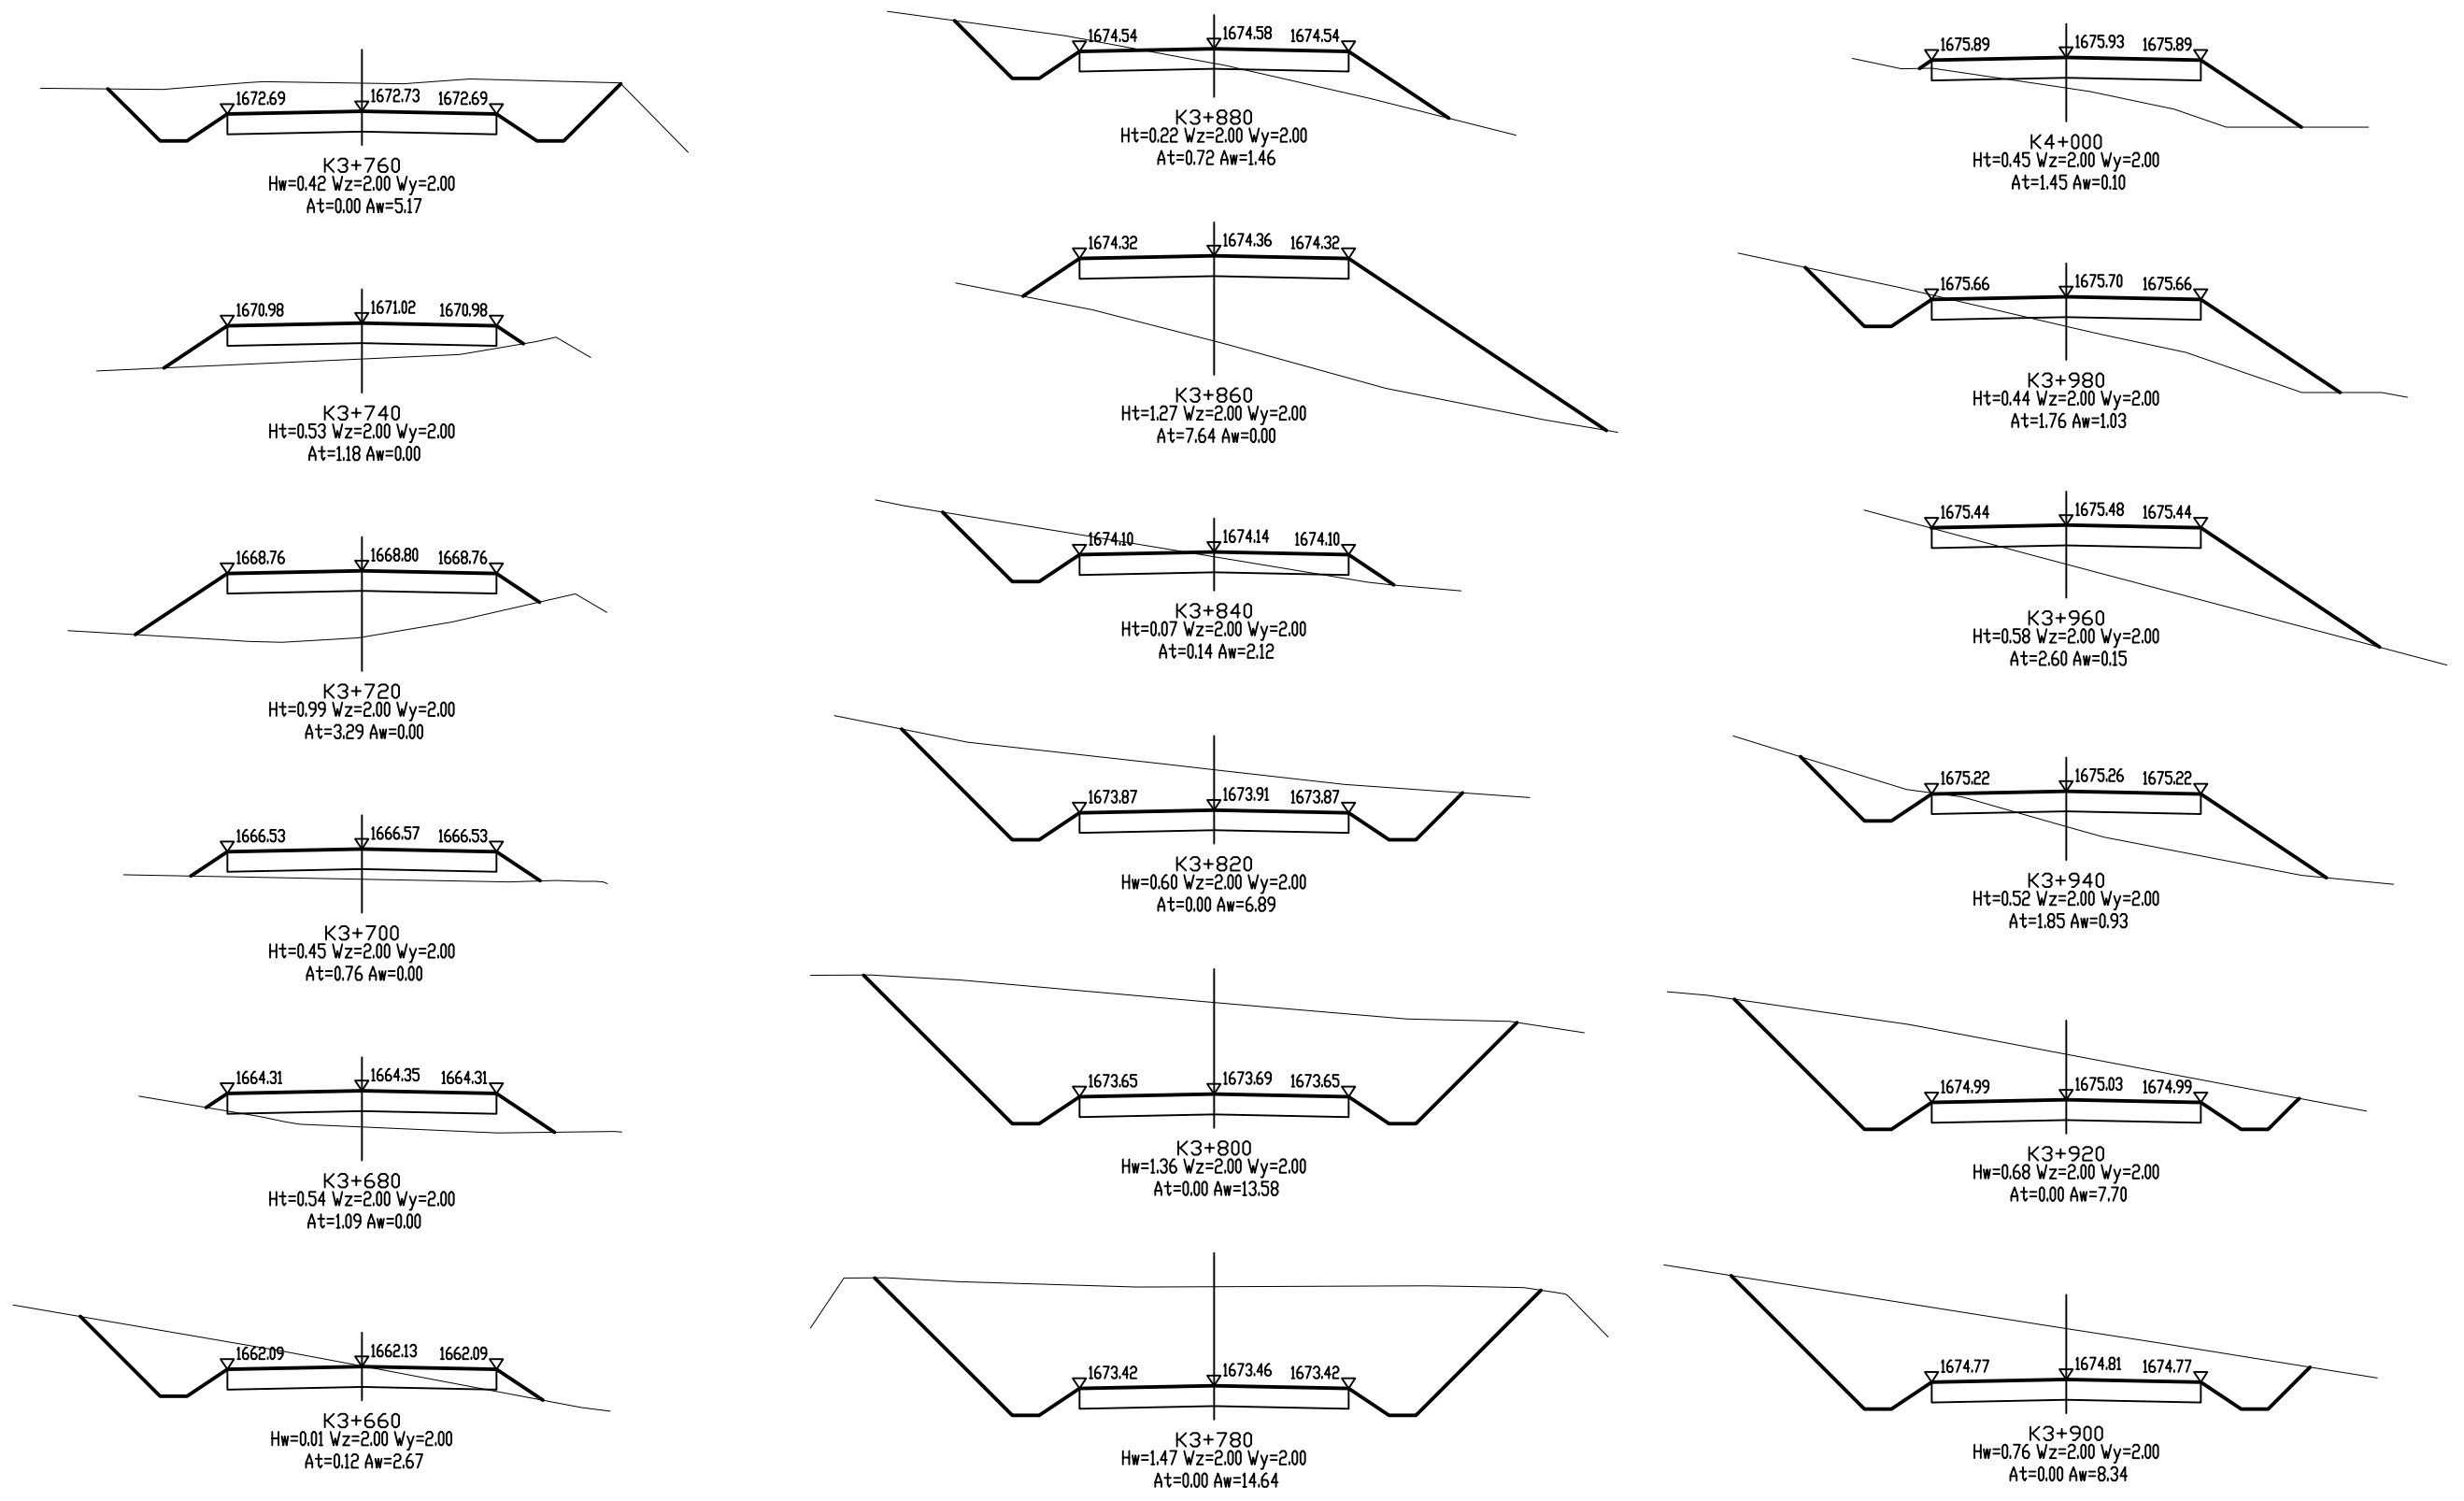 1672.69 1672.73 1672.69
K3+760
Hw=0.42 Wz=2.00 Wy=2.00
At=0.00 Aw=5.17
1670.98 1671.02 1670.98
K3+740
Ht=0.53 Wz=2.00 Wy=2.00
At=1.18 Aw=0.00
1668.76 1668.80 1668.76
K3+720
Ht=0.99 Wz=2.00 Wy=2.00
At=3.29 Aw=0.00
1666.53 1666.57 1666.53
K3+700
Ht=0.45 Wz=2.00 Wy=2.00
At=0.76 Aw=0.00
1664.31 1664.35 1664.31
K3+680
Ht=0.54 Wz=2.00 Wy=2.00
At=1.09 Aw=0.00
1662.09 1662.13 1662.09
K3+660
Hw=0.01 Wz=2.00 Wy=2.00
At=0.12 Aw=2.67
1674.54 1674.58 1674.54
K3+880
Ht=0.22 Wz=2.00 Wy=2.00
At=0.72 Aw=1.46
1674.32 1674.36 1674.32
K3+860
Ht=1.27 Wz=2.00 Wy=2.00
At=7.64 Aw=0.00
1674.10 1674.14 1674.10
K3+840
Ht=0.07 Wz=2.00 Wy=2.00
At=0.14 Aw=2.12
1673.87 1673.91 1673.87
K3+820
Hw=0.60 Wz=2.00 Wy=2.00
At=0.00 Aw=6.89
1673.65 1673.69 1673.65
K3+800
Hw=1.36 Wz=2.00 Wy=2.00
At=0.00 Aw=13.58
1673.42 1673.46 1673.42
K3+780
Hw=1.47 Wz=2.00 Wy=2.00
At=0.00 Aw=14.64
1675.89 1675.93 1675.89
K4+000
Ht=0.45 Wz=2.00 Wy=2.00
At=1.45 Aw=0.10
1675.66 1675.70 1675.66
K3+980
Ht=0.44 Wz=2.00 Wy=2.00
At=1.76 Aw=1.03
1675.44 1675.48 1675.44
K3+960
Ht=0.58 Wz=2.00 Wy=2.00
At=2.60 Aw=0.15
1675.22 1675.26 1675.22
K3+940
Ht=0.52 Wz=2.00 Wy=2.00
At=1.85 Aw=0.93
1674.99 1675.03 1674.99
K3+920
Hw=0.68 Wz=2.00 Wy=2.00
At=0.00 Aw=7.70
1674.77 1674.81 1674.77
K3+900
Hw=0.76 Wz=2.00 Wy=2.00
At=0.00 Aw=8.34